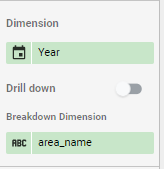 Dimension
Year
Drill down
Breakdown Dimension
ABC area_name